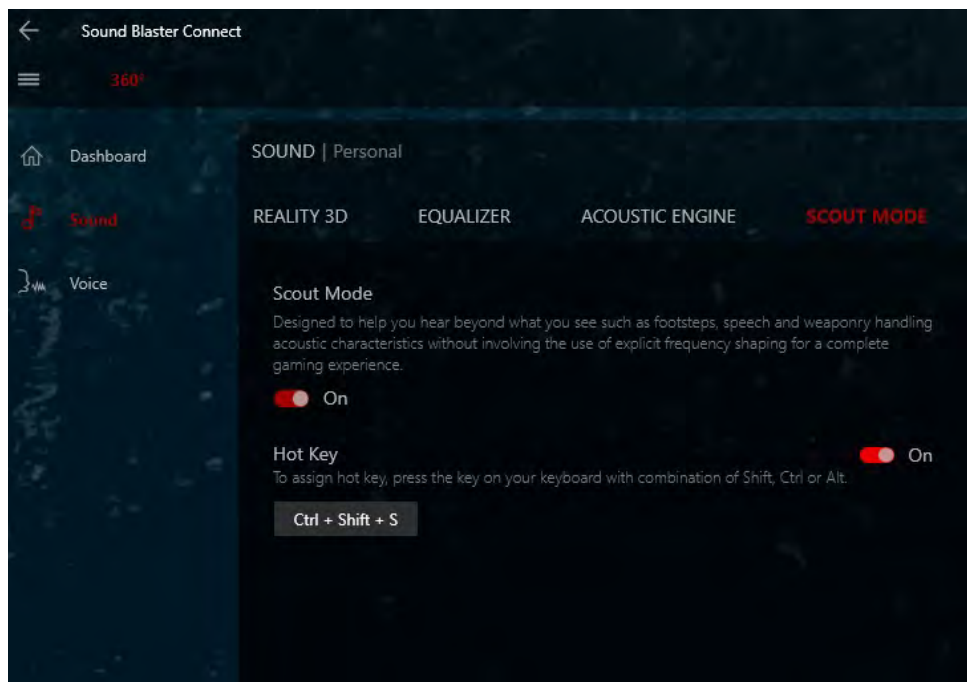 Sound Blaster Connect
360°
Dashboard
Sound
Voice
SOUND | Personal
REALITY 3D EQUALIZER ACOUSTIC ENGINE SCOUT MODE
Scout Mode
Designed to help you hear beyond what you see such as footsteps, speech and weaponry handling
acoustic characteristics without involving the use of explicit frequency shaping for a complete
gaming experience.
On
Hot Key
On
To assign hot key, press the key on your keyboard with combination of Shift, Ctrl or Alt.
Ctrl + Shift + S